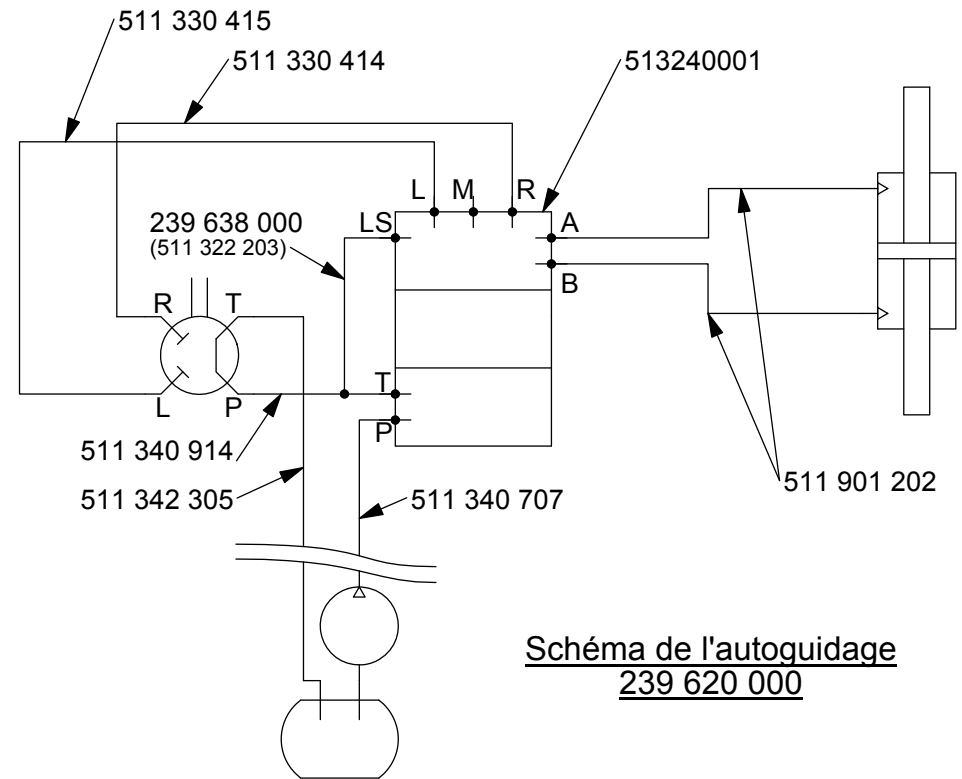 511 330 415
511 330 414
513240001
L M R
239 638 000
(511 322 203)
LS
A
B
R T
L P
T
P
511 340 914
511 342 305
511 340 707
511 901 202
Schéma de l'autoguidage
239 620 000